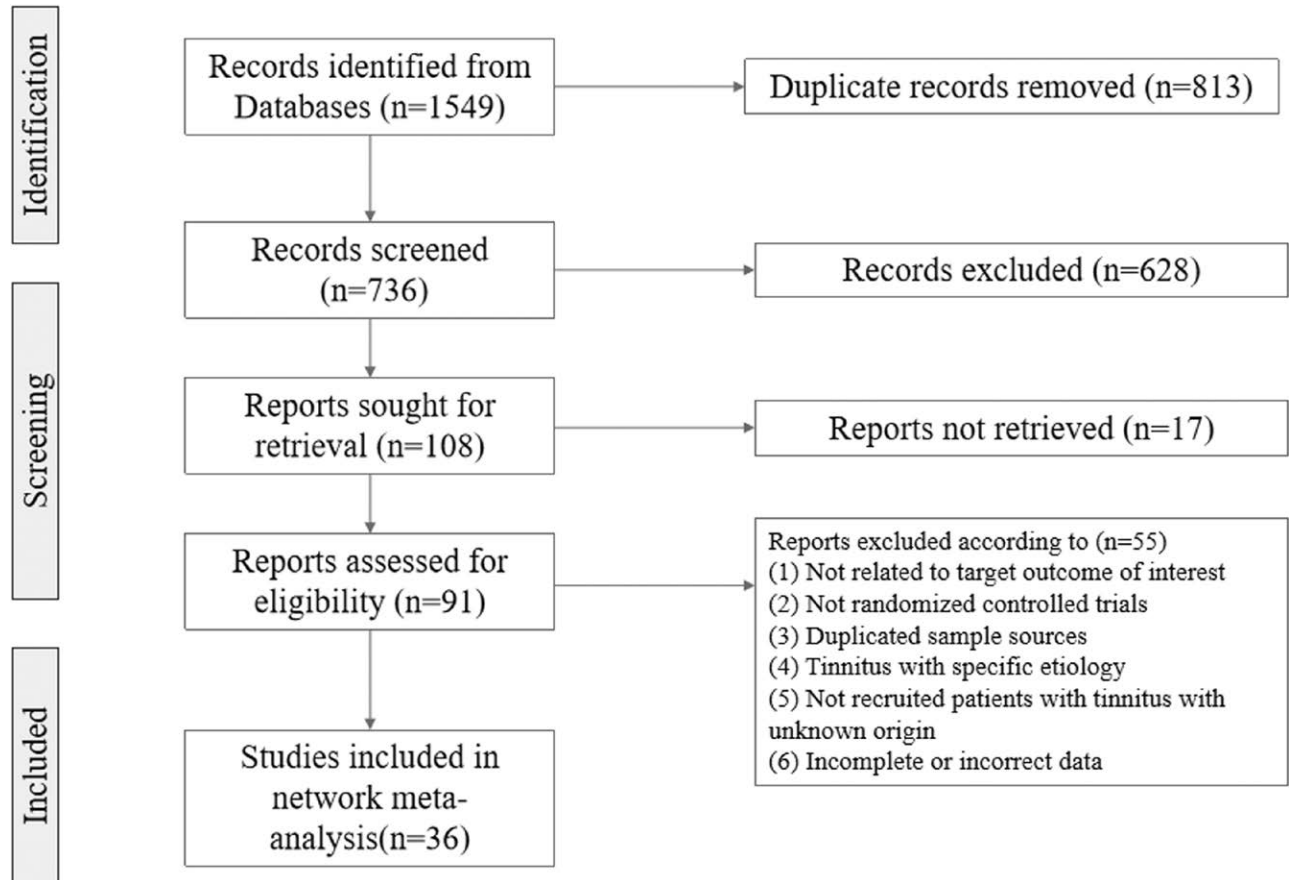 Identification
Records identified from
Databases (n=1549)
Duplicate records removed (n=813)
Records screened
(n=736)
Records excluded (n=628)
Screening
Reports sought for
retrieval (n=108)
Reports not retrieved (n=17)
Reports assessed for
eligibility (n=91)
Reports excluded according to (n=55)
(1) Not related to target outcome of interest
(2) Not randomized controlled trials
(3) Duplicated sample sources
(4) Tinnitus with specific etiology
(5) Not recruited patients with tinnitus with
unknown origin
(6) Incomplete or incorrect data
Included
Studies included in
network meta-
analysis(n=36)